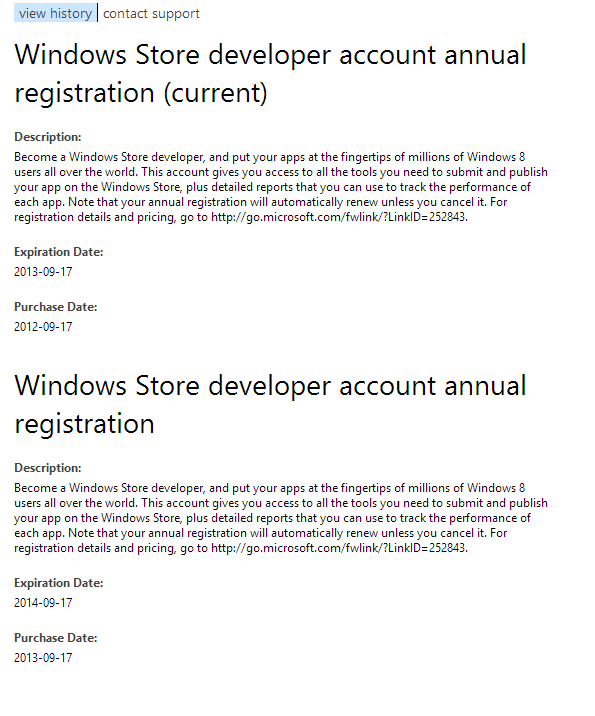 view history contact support
Windows Store developer account annual
registration (current)
Description:
Become a Windows Store developer, and put your apps at the fingertips of millions of Windows 8
users all over the world. This account gives you access to all the tools you need to submit and publish
your app on the Windows Store, plus detailed reports that you can use to track the performance of
each app. Note that your annual registration will automatically renew unless you cancel it. For
registration details and pricing, go to http://go.microsoft.com/fwlink/?LinkID=252843.
Expiration Date:
2013-09-17
Purchase Date:
2012-09-17
Windows Store developer account annual
registration
Description:
Become a Windows Store developer, and put your apps at the fingertips of millions of Windows 8
users all over the world. This account gives you access to all the tools you need to submit and publish
your app on the Windows Store, plus detailed reports that you can use to track the performance of
each app. Note that your annual registration will automatically renew unless you cancel it. For
registration details and pricing, go to http://go.microsoft.com/fwlink/?LinkID=252843.
Expiration Date:
2014-09-17
Purchase Date:
2013-09-17